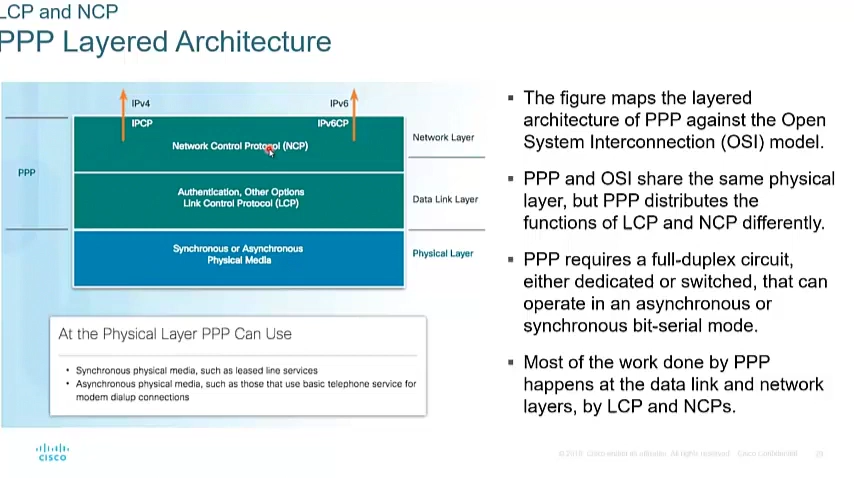 LCP and NCP
PPP Layered Architecture
IPv4
IPv6
IPCP
IPv6CP
Network Control Protocol (NCP)
Network Layer
PPP
Authentication, Other Options
Link Control Protocol (LCP)
Data Link Layer
Synchronous or Asynchronous
Physical Media
Physical Layer
At the Physical Layer PPP Can Use
• Synchronous physical media, such as leased line services
• Asynchronous physical media, such as those that use basic telephone service for
modem dialup connections
▪ The figure maps the layered
architecture of PPP against the Open
System Interconnection (OSI) model.
▪ PPP and OSI share the same physical
layer, but PPP distributes the
functions of LCP and NCP differently.
▪ PPP requires a full-duplex circuit,
either dedicated or switched, that can
operate in an asynchronous or
synchronous bit-serial mode.
▪ Most of the work done by PPP
happens at the data link and network
layers, by LCP and NCPs.
CISCO
All rights reserved. Cisco Confidential